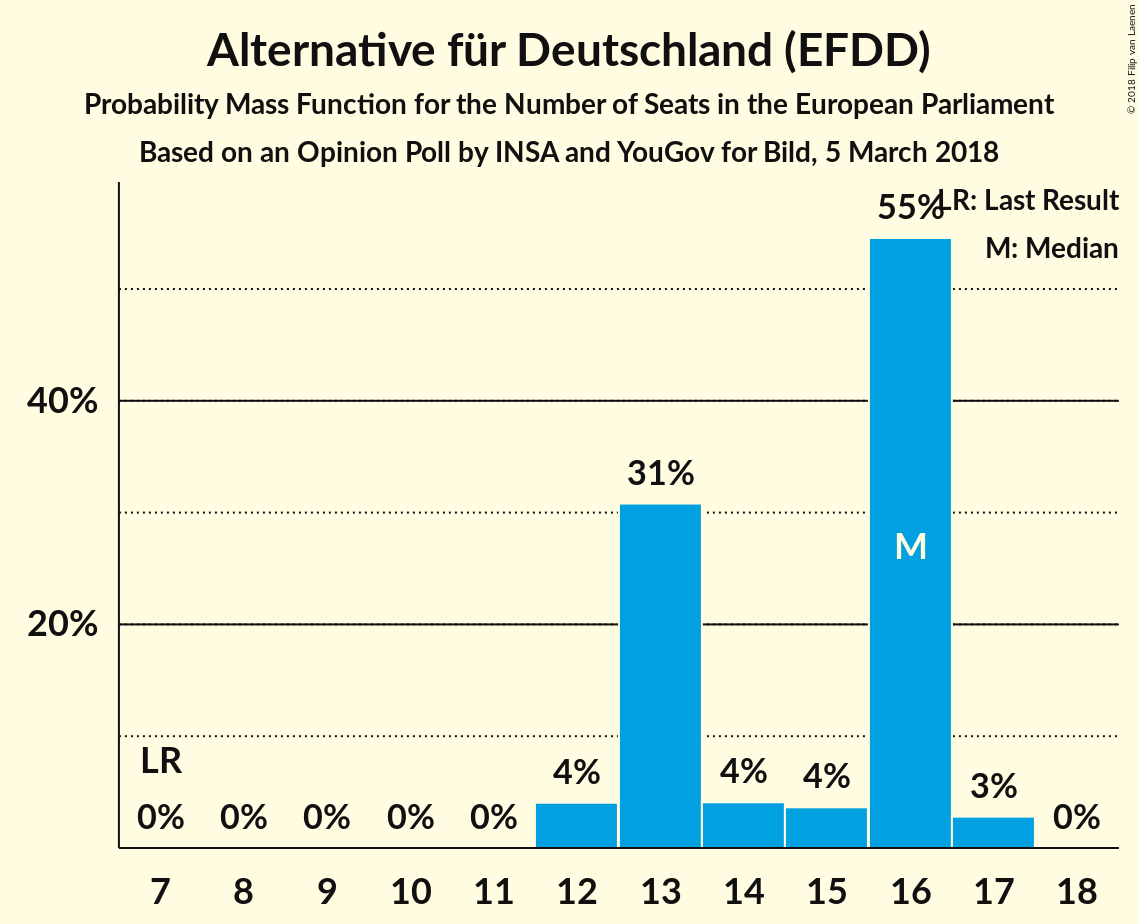 Alternative für Deutschland (EFDD)
Probability Mass Function for the Number of Seats in the European Parliament
Based on an Opinion Poll by INSA and YouGov for Bild, 5 March 2018
© 2018 Filip van Laenen
LR: Last Result
M: Median
55%
40%
31%
M
20%
LR
0% 0% 0% 0% 0% 4% 4% 4% 3% 0%
7 8 9 10 11 12 13 14 15 16 17 18